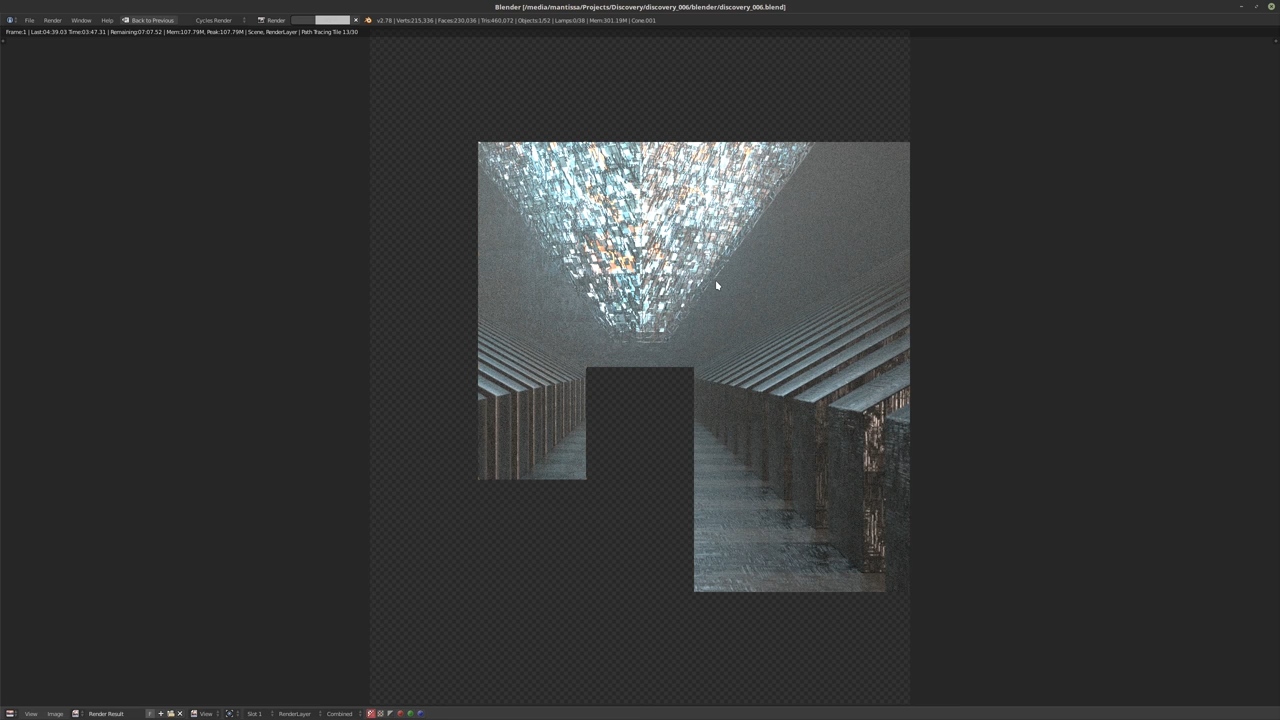 Blender [/media/mantissa/Projects/Discovery/discovery_006/blender/discovery_006.blend]
File Render Window Help Back to Previous Cycles Render Render v2.78 | Verts:215,336 | Faces:230,036 | Tris:460,072 | Objects:1/52 | Lamps:0/38 | Mem:301.19M | Cone.001
Frame:1 | Last:04:39.03 Time:03:47.31 | Remaining:07:07.52 | Mem:107.79M, Peak:107.79M | Scene, RenderLayer | Path Tracing Tile 13/30
View Image Render Result F View Slot 1 RenderLayer Combined